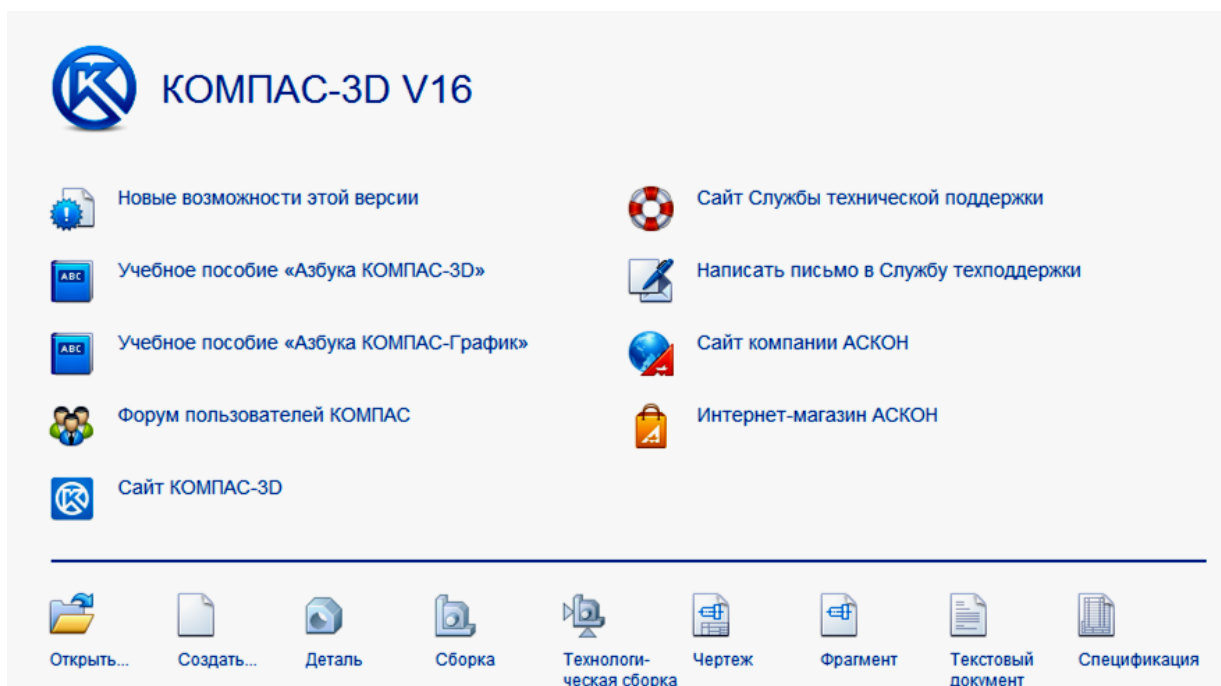 КОМПАС-3D V16
Новые возможности этой версии
Сайт Службы технической поддержки
ABC
Учебное пособие «Азбука КОМПАС-3D»
Написать письмо в Службу техподдержки
ABC
Учебное пособие «Азбука КОМПАС-График»
Сайт компании АСКОН
Форум пользователей КОМПАС
Интернет-магазин АСКОН
Сайт КОМПАС-3D
Открыть...
Создать...
Деталь
Сборка
Технологи-
ческая сборка
Чертеж
Фрагмент
Текстовый
документ
Спецификация